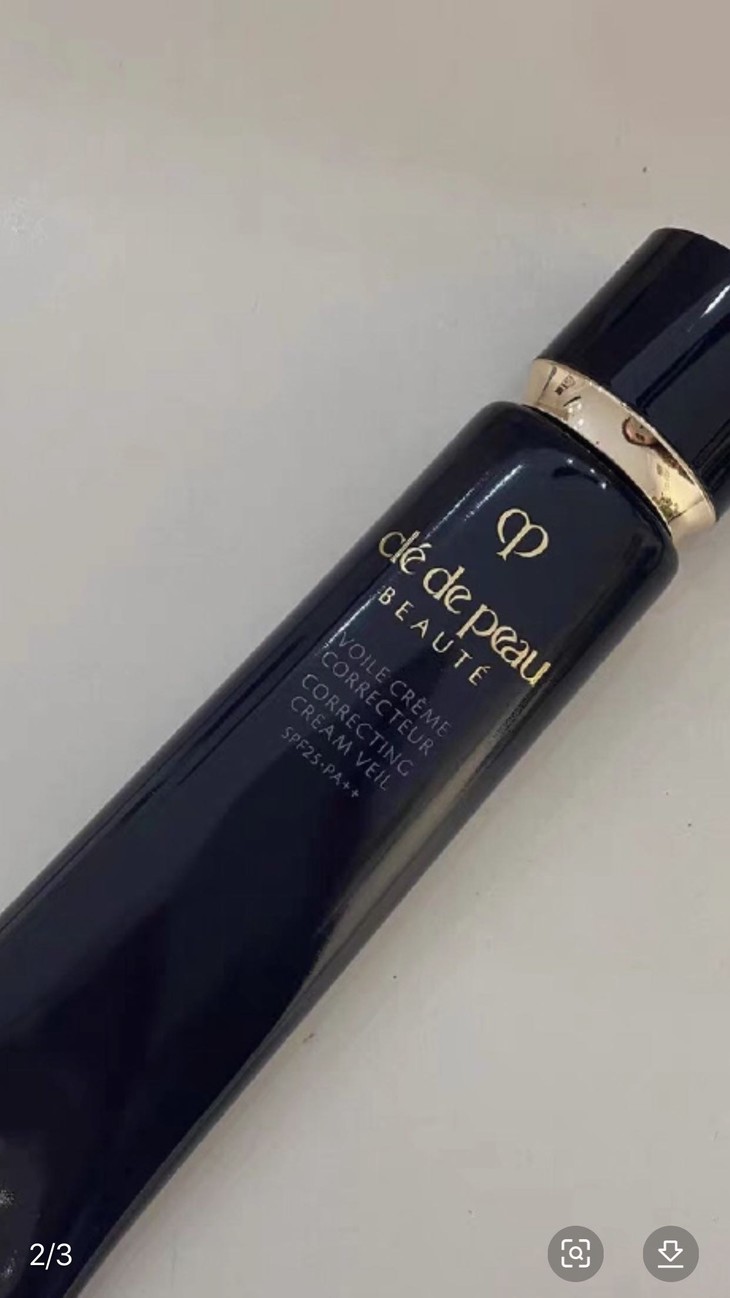 clé de peau
BEAUTÉ
VOILE CRÈME
CORRECTEUR
CORRECTING
CREAM VEIL
SPF25·PA++
2/3